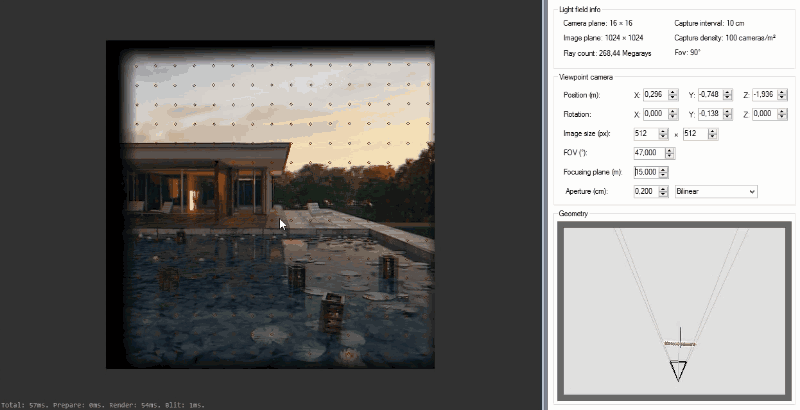 Light field info
Camera plane: 16 × 16
Capture interval: 10 cm
Image plane: 1024 × 1024
Capture density: 100 cameras/m²
Ray count: 268,44 Megarays
Fov: 90°
Viewpoint camera
Position (m): X: 0,296 Y: -0,748 Z: -1,936
Rotation: X: 0,000 Y: -0,138 Z: 0,000
Image size (px): 512 × 512
FOV (°): 47,000
Focusing plane (m): 15,000
Aperture (cm): 0,200 Bilinear
Geometry
Total: 57ms. Prepare: 0ms. Render: 54ms. Blit: 1ms.